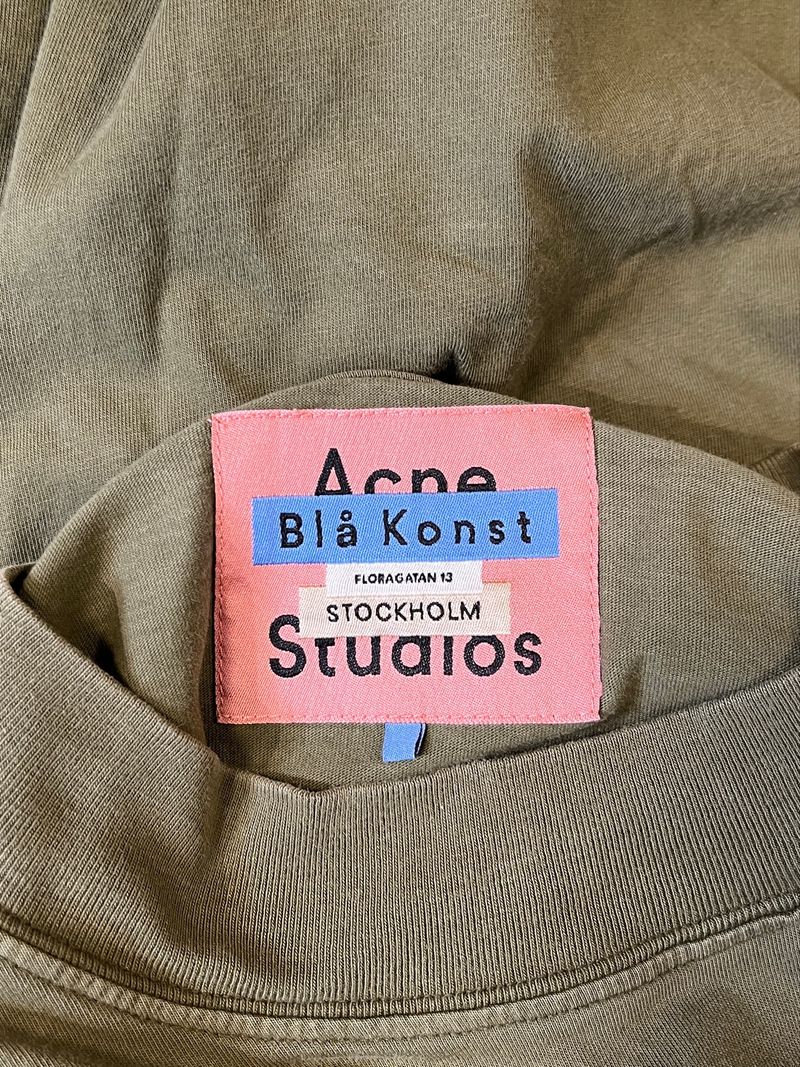 Acne
Blå Konst
FLORAGATAN 13
STOCKHOLM
Studios